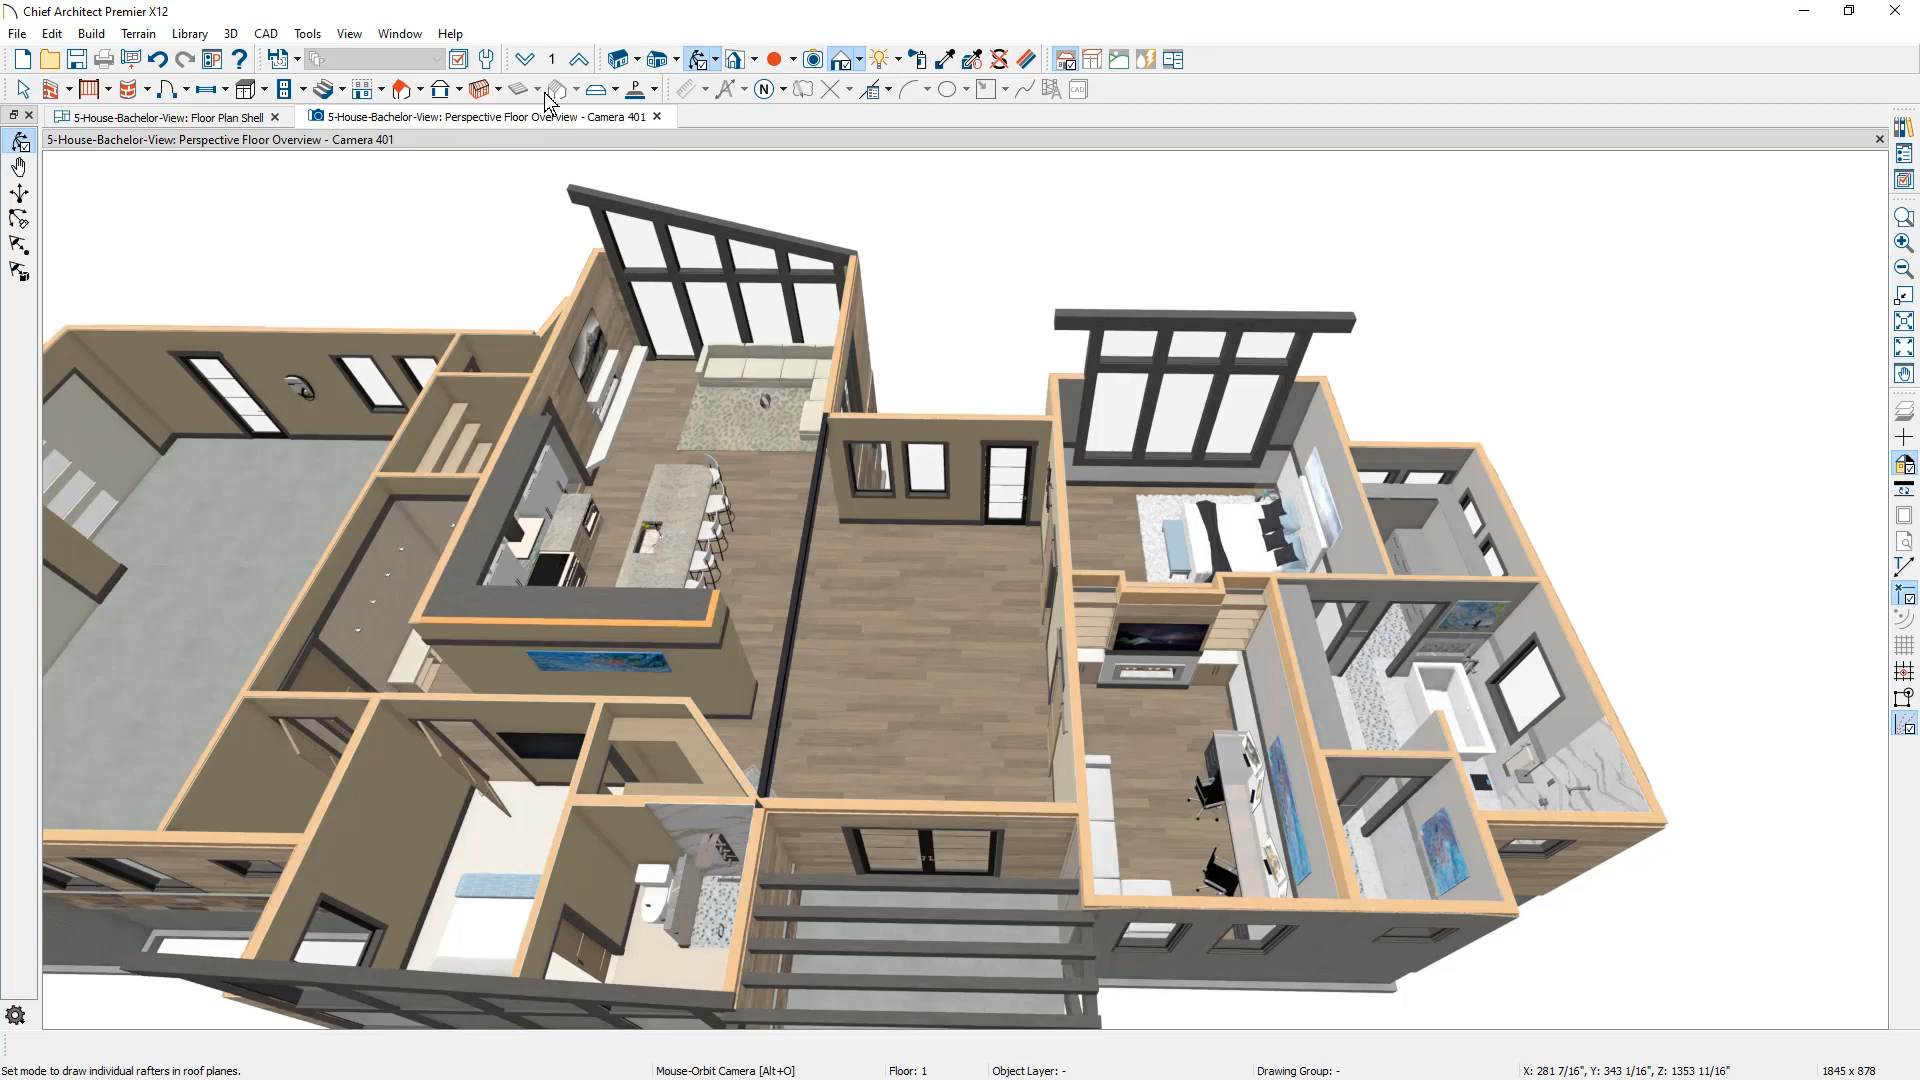 Chief Architect Premier X12
File Edit Build Terrain Library 3D CAD Tools View Window Help
1
N
P
CAD
5-House-Bachelor-View: Floor Plan Shell
5-House-Bachelor-View: Perspective Floor Overview - Camera 401
5-House-Bachelor-View: Perspective Floor Overview - Camera 401
T
Set mode to draw individual rafters in roof planes.
Mouse-Orbit Camera [Alt+O]
Floor: 1
Object Layer: -
Drawing Group: -
X: 281 7/16", Y: 343 1/16", Z: 1353 11/16"
1845 x 878